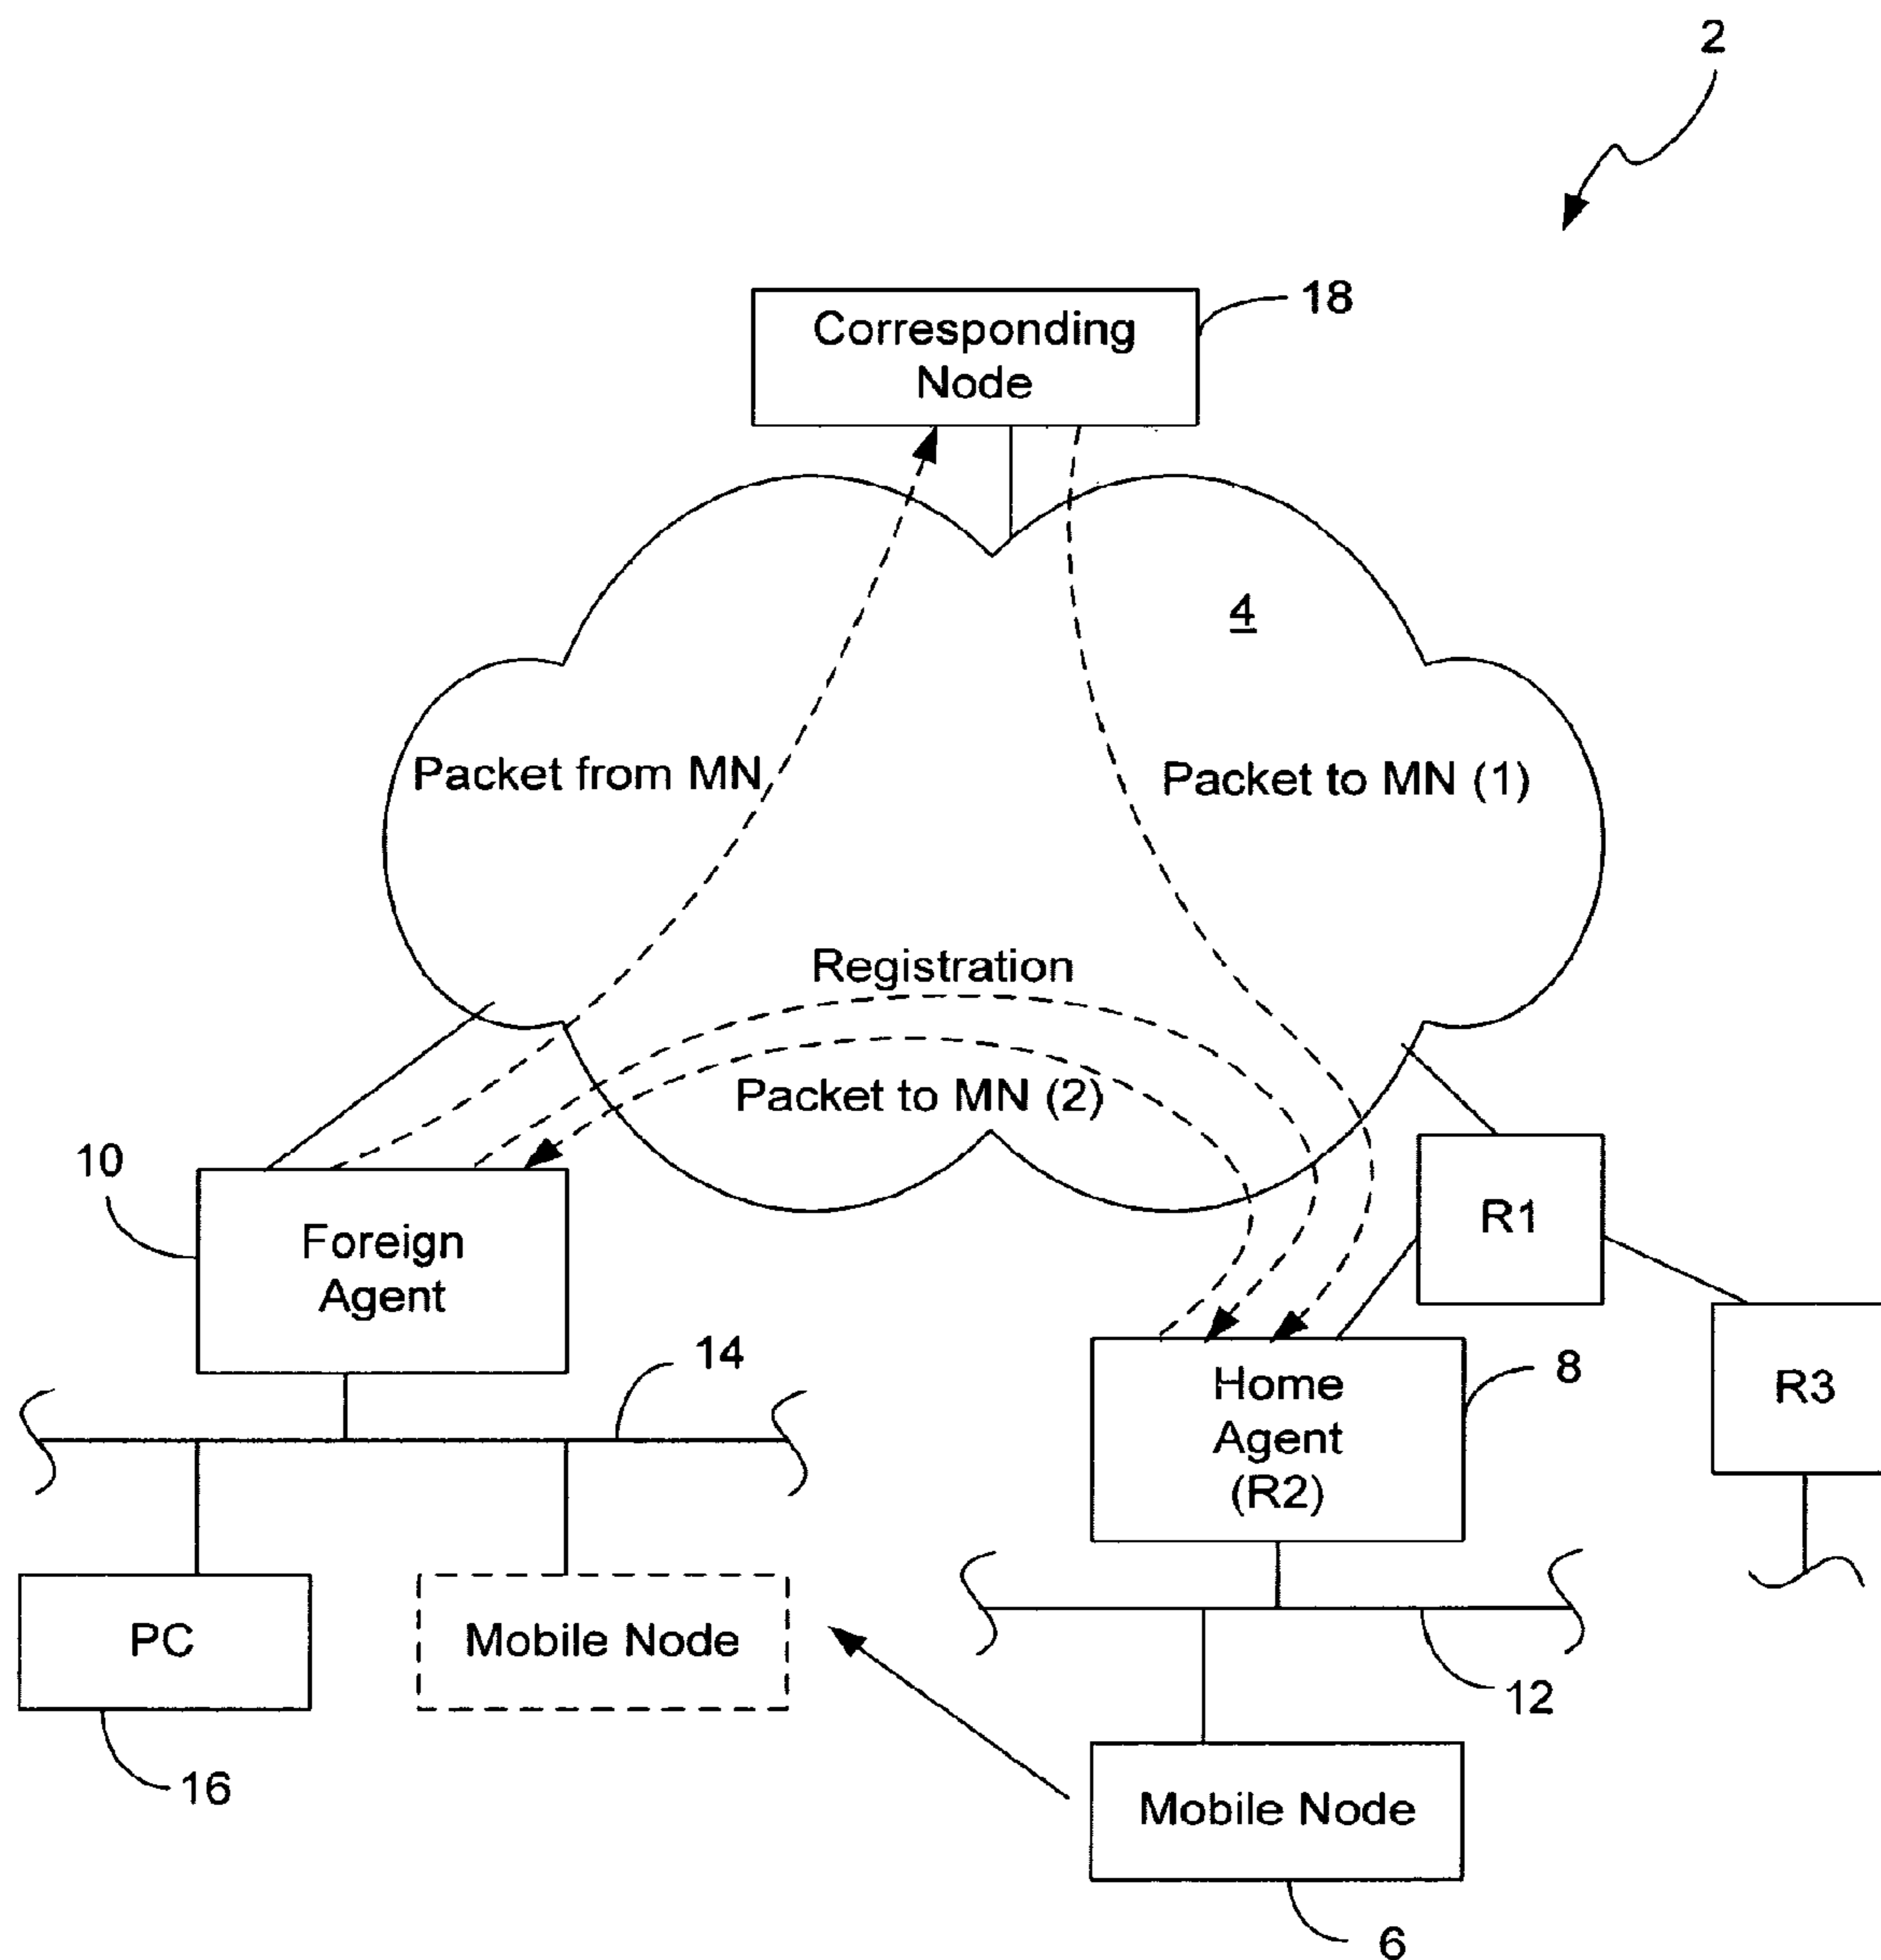 2
18
Corresponding
Node
4
Packet from MN
Packet to MN (1)
Registration
Packet to MN (2)
10
Foreign
Agent
R1
14
Home
Agent
(R2)
8
R3
PC
Mobile Node
12
16
Mobile Node
6